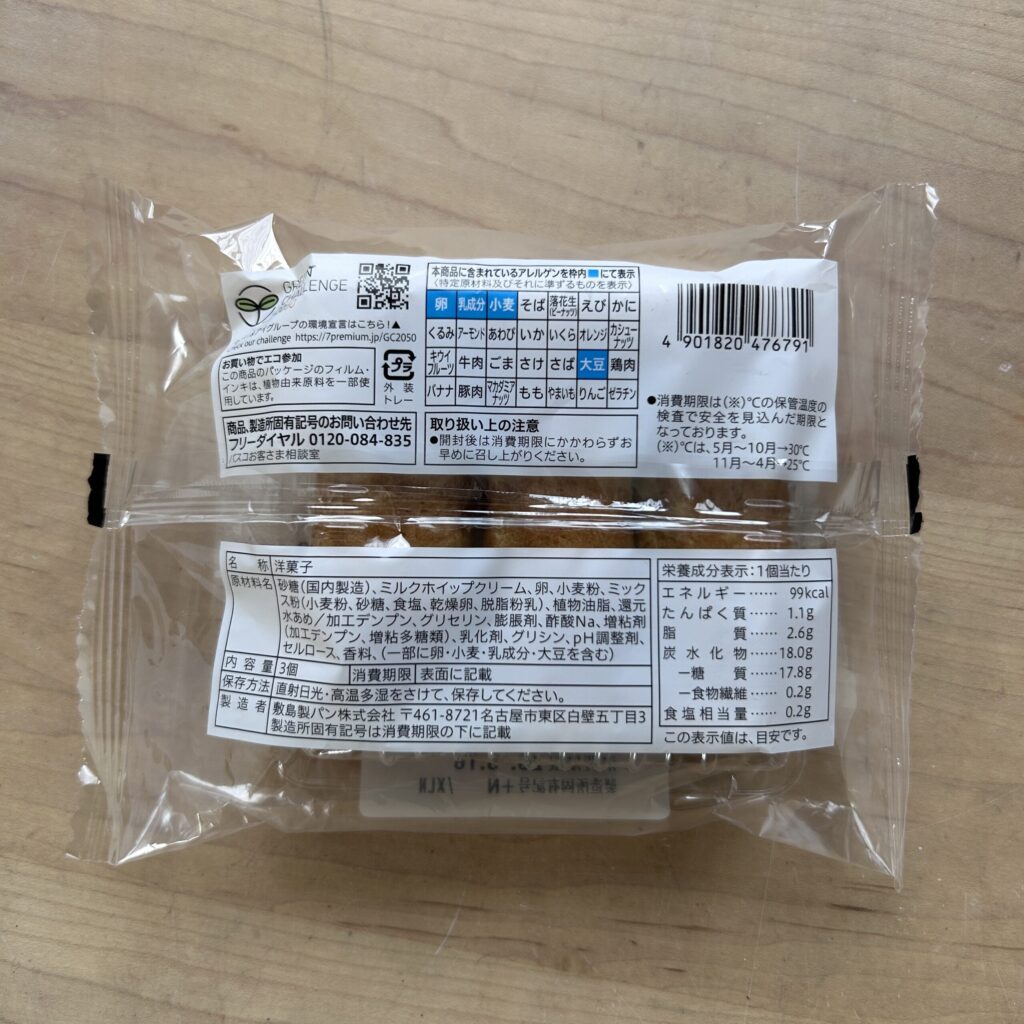 CHALLENGE
アイグループの環境宣言はこちら!▲
our challenge https://7premium.jp/GC2050
お買い物でエコ参加
この商品のパッケージのフィルム・
インキは、植物由来原料を一部使
用しています。
プラ
外装
トレー
商品、製造所固有記号のお問い合わせ先
フリーダイヤル 0120-084-835
パスコお客さま相談室
本商品に含まれているアレルゲンを枠内■にて表示
〈特定原材料及びそれに準ずるものを表示〉
卵 乳成分 小麦 そば 落花生(ピーナッツ) えび かに
くるみ アーモンド あわび いか いくら オレンジ カシューナッツ
キウイフルーツ 牛肉 ごま さけ さば 大豆 鶏肉
バナナ 豚肉 マカダミアナッツ もも やまいも りんご ゼラチン
取り扱い上の注意
●開封後は消費期限にかかわらずお
早めに召し上がりください。
4 901820 476791
●消費期限は(※)℃の保管温度の
検査で安全を見込んだ期限と
なっております。
(※)℃は、5月~10月→30℃
11月~4月→25℃
名称 洋菓子
原材料名 砂糖(国内製造)、ミルクホイップクリーム、卵、小麦粉、ミックス
粉(小麦粉、砂糖、食塩、乾燥卵、脱脂粉乳)、植物油脂、還元
水あめ/加工デンプン、グリセリン、膨脹剤、酢酸Na、増粘剤
(加工デンプン、増粘多糖類)、乳化剤、グリシン、pH調整剤、
セルロース、香料、(一部に卵・小麦・乳成分・大豆を含む)
内容量 3個 消費期限 表面に記載
保存方法 直射日光・高温多湿をさけて、保存してください。
製造者 敷島製パン株式会社 〒461-8721名古屋市東区白壁五丁目3
製造所固有記号は消費期限の下に記載
栄養成分表示:1個当たり
エネルギー…… 99kcal
たんぱく質…… 1.1g
脂質…… 2.6g
炭水化物…… 18.0g
―糖質…… 17.8g
―食物繊維…… 0.2g
食塩相当量…… 0.2g
この表示値は、目安です。